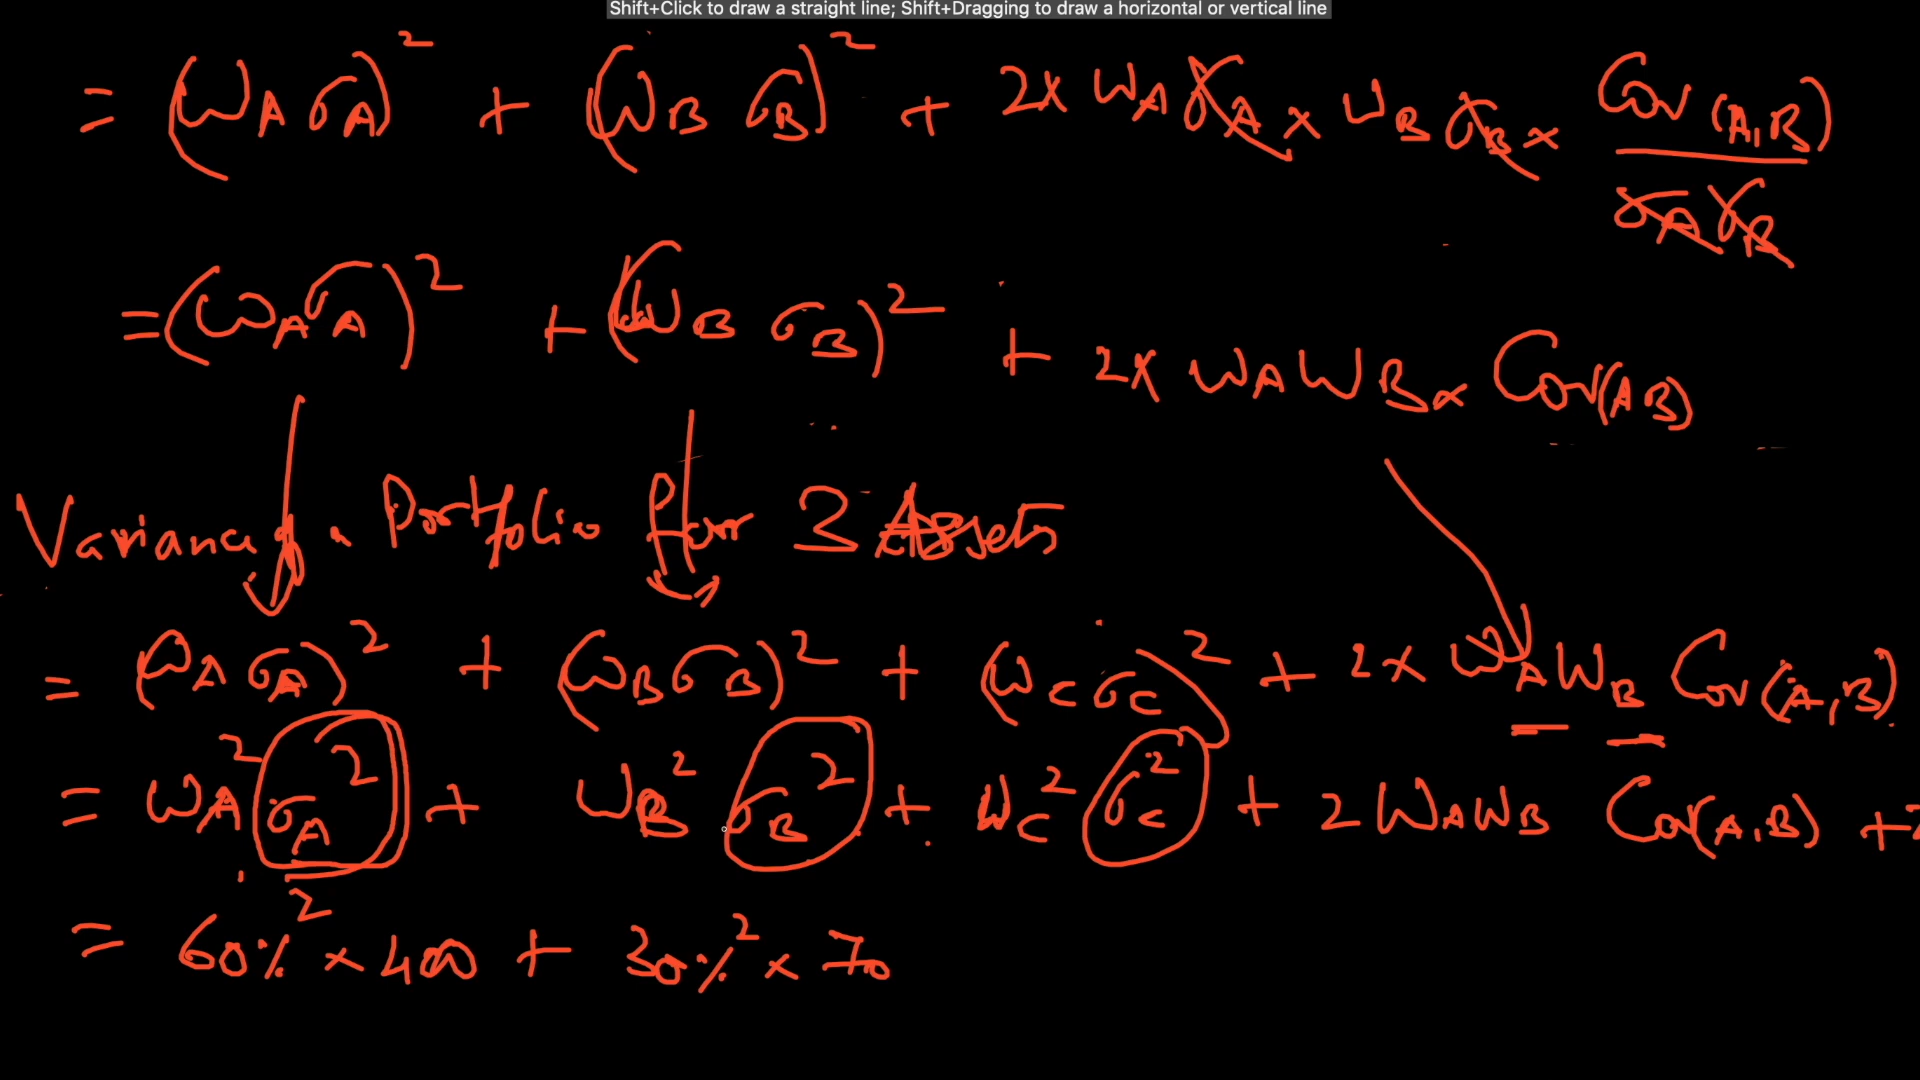 Shift+Click to draw a straight line; Shift+Dragging to draw a horizontal or vertical line
= (WA σA)² + (WB σB)² + 2x WA σA x WB σB x Cov(A,B) / σA σB
= (WA σA)² + (WB σB)² + 2x WA WB x Cov(A B)
Variance of a Portfolio for 3 Assets
= (WA σA)² + (WB σB)² + (WC σC)² + 2x WA WB Cov(A,B)
= WA² σA² + WB² σB² + WC² σC² + 2WAWB Cov(A,B) +
= 60%² x 400 + 30%² x 70